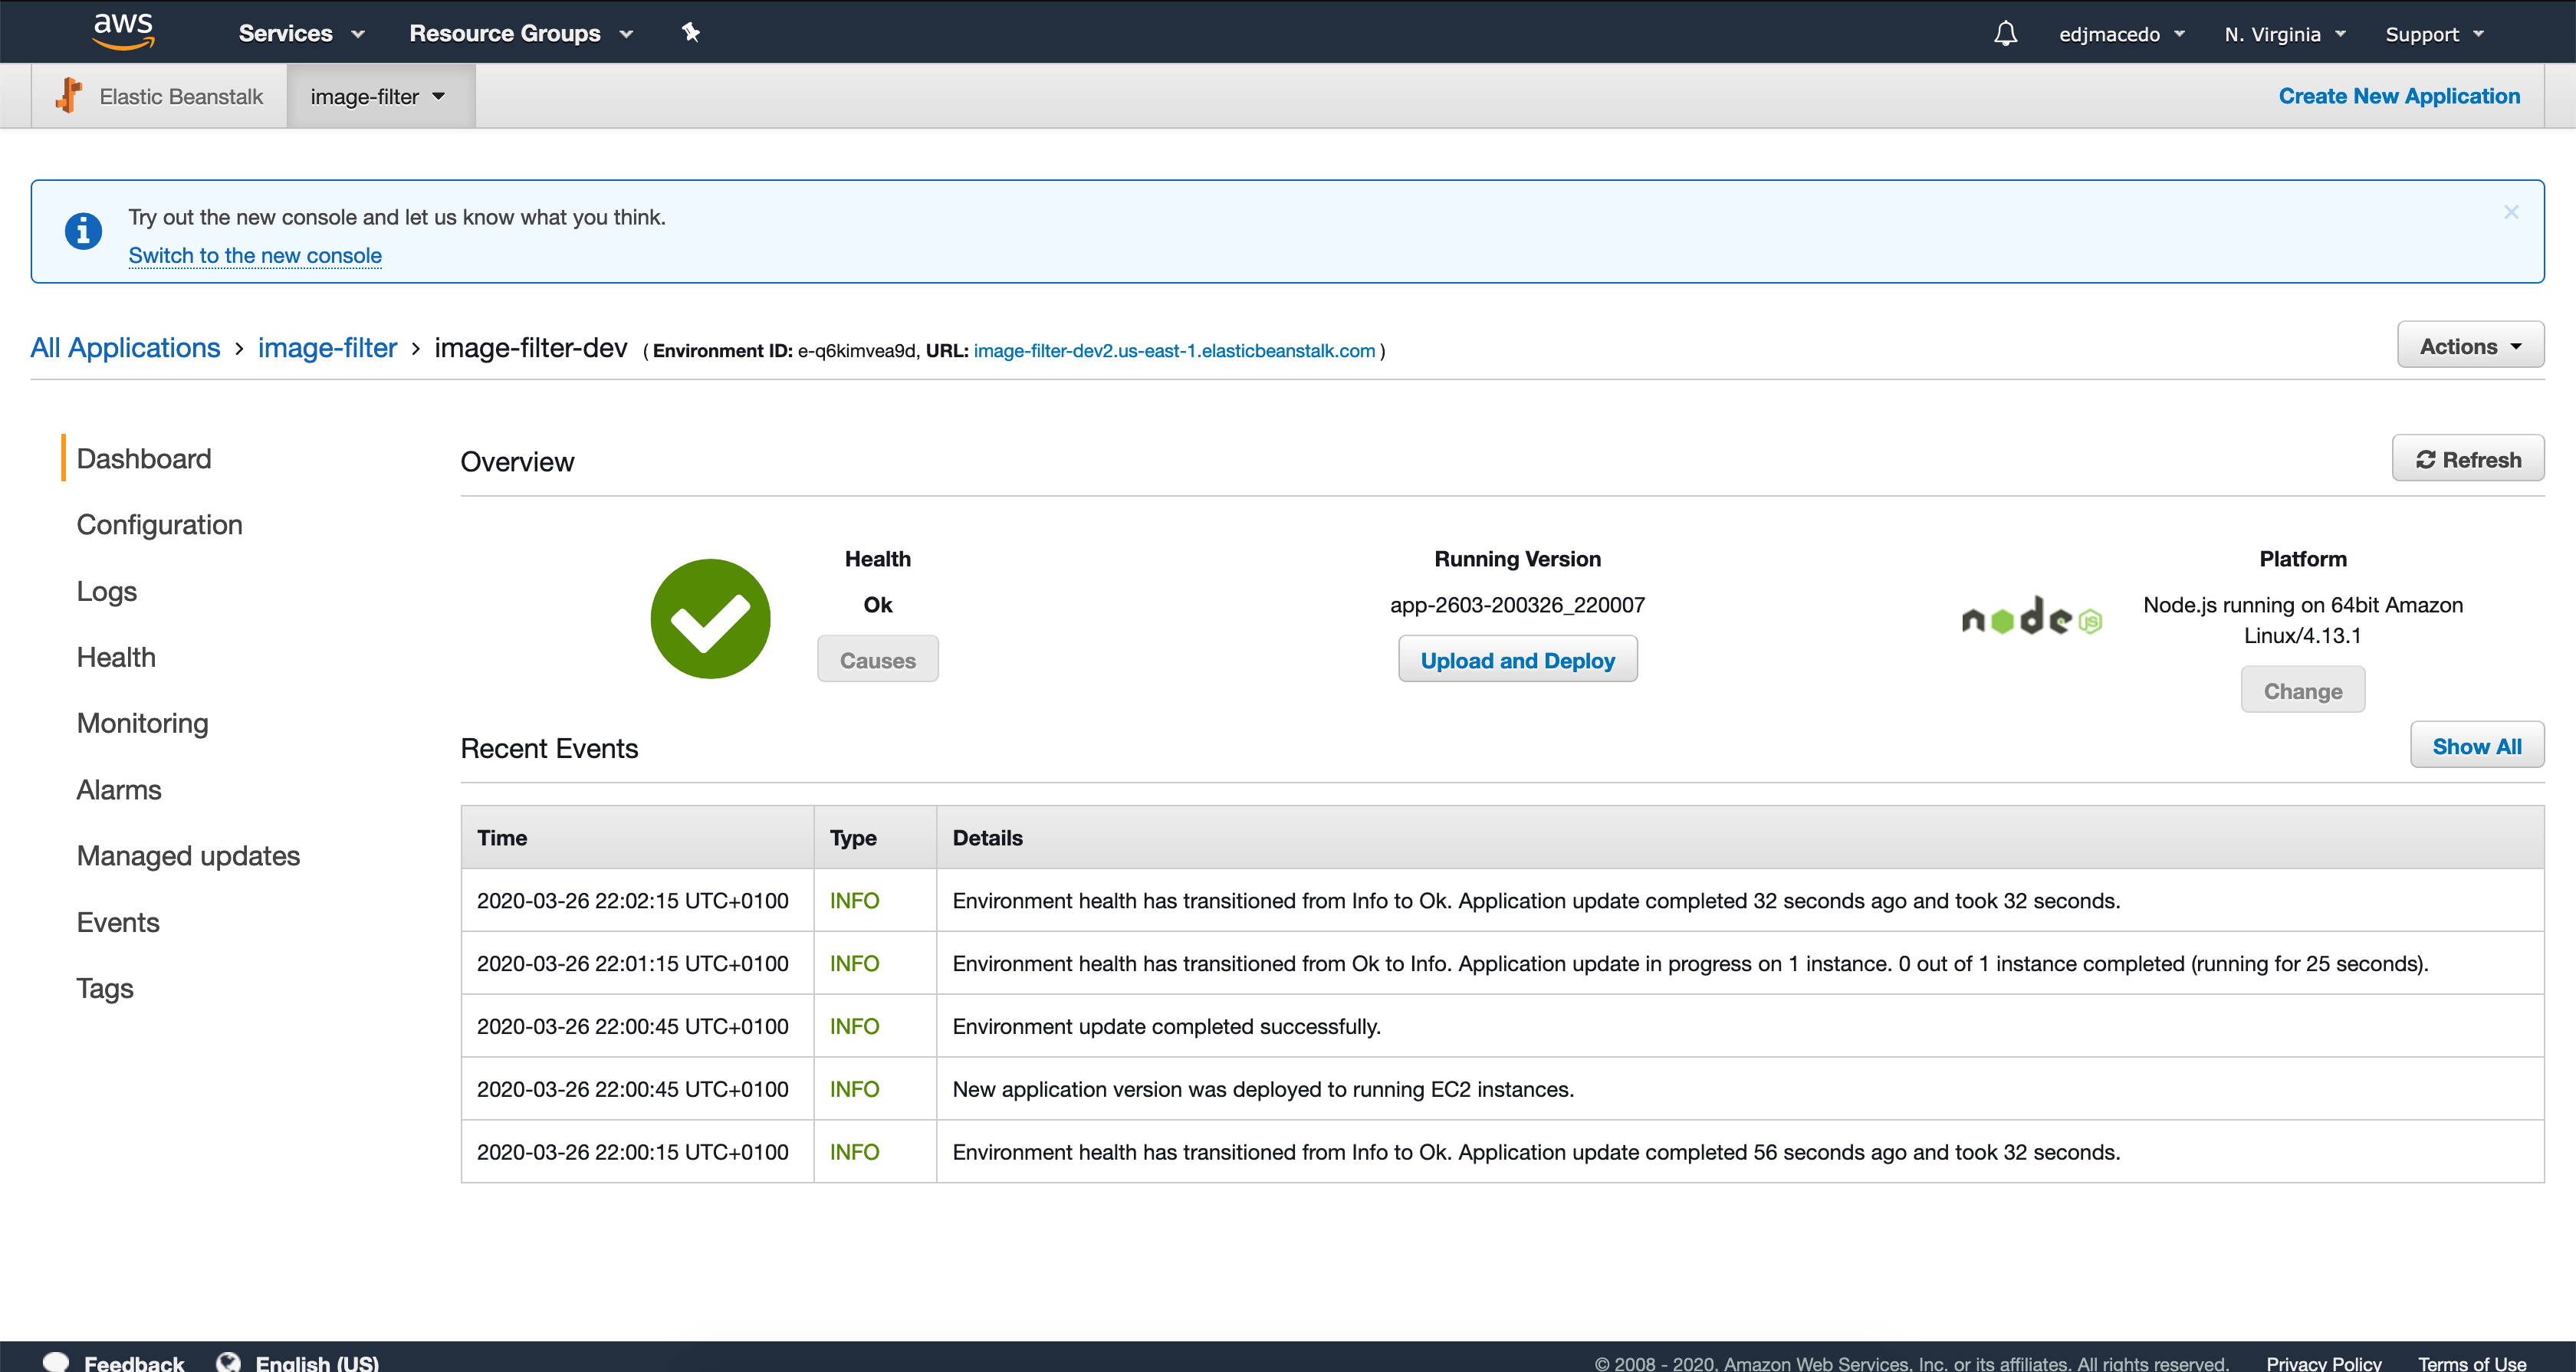 aws Services Resource Groups edjmacedo N. Virginia Support
Elastic Beanstalk image-filter Create New Application
Try out the new console and let us know what you think.
Switch to the new console
All Applications › image-filter › image-filter-dev ( Environment ID: e-q6kimvea9d, URL: image-filter-dev2.us-east-1.elasticbeanstalk.com ) Actions
Dashboard
Configuration
Logs
Health
Monitoring
Alarms
Managed updates
Events
Tags
Overview Refresh
Health
Ok
Causes
Running Version
app-2603-200326_220007
Upload and Deploy
node JS
Platform
Node.js running on 64bit Amazon
Linux/4.13.1
Change
Recent Events Show All
Time Type Details
2020-03-26 22:02:15 UTC+0100 INFO Environment health has transitioned from Info to Ok. Application update completed 32 seconds ago and took 32 seconds.
2020-03-26 22:01:15 UTC+0100 INFO Environment health has transitioned from Ok to Info. Application update in progress on 1 instance. 0 out of 1 instance completed (running for 25 seconds).
2020-03-26 22:00:45 UTC+0100 INFO Environment update completed successfully.
2020-03-26 22:00:45 UTC+0100 INFO New application version was deployed to running EC2 instances.
2020-03-26 22:00:15 UTC+0100 INFO Environment health has transitioned from Info to Ok. Application update completed 56 seconds ago and took 32 seconds.
Feedback English (US) © 2008 - 2020, Amazon Web Services, Inc. or its affiliates. All rights reserved. Privacy Policy Terms of Use